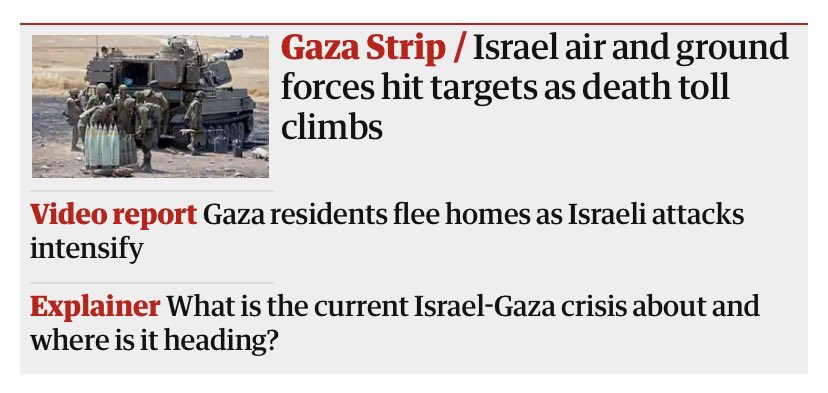 Gaza Strip / Israel air and ground
forces hit targets as death toll
climbs
Video report Gaza residents flee homes as Israeli attacks
intensify
Explainer What is the current Israel-Gaza crisis about and
where is it heading?